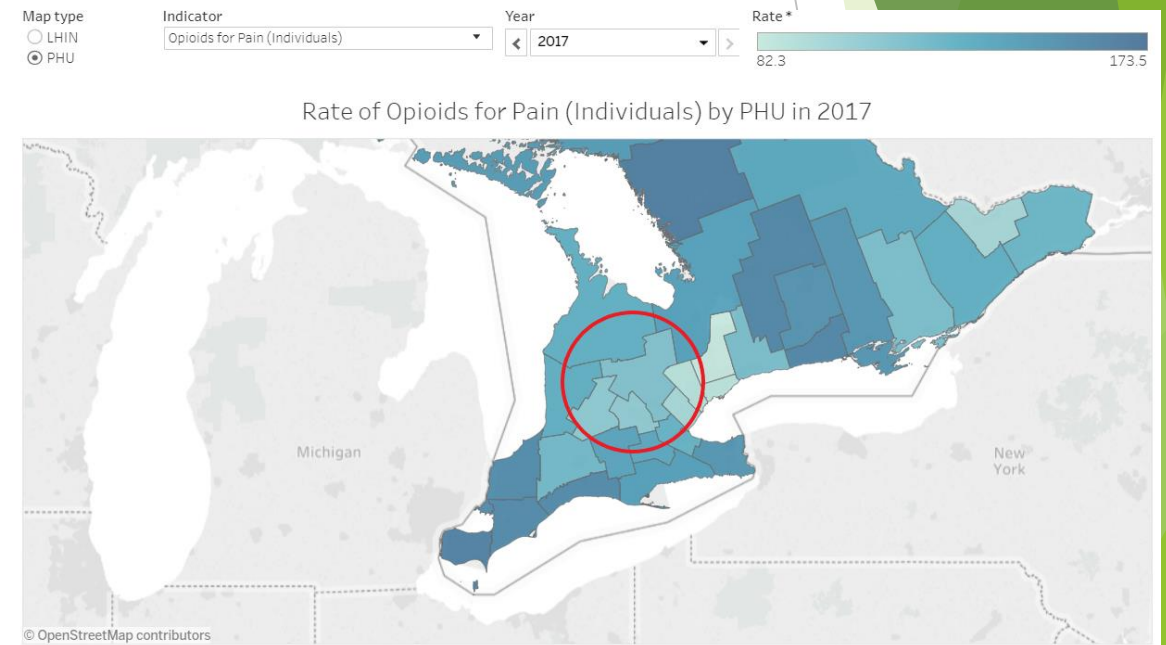 Map type
LHIN
PHU
Indicator
Opioids for Pain (Individuals)
Year
2017
Rate*
82.3
173.5
Rate of Opioids for Pain (Individuals) by PHU in 2017
Michigan
New
York
© OpenStreetMap contributors